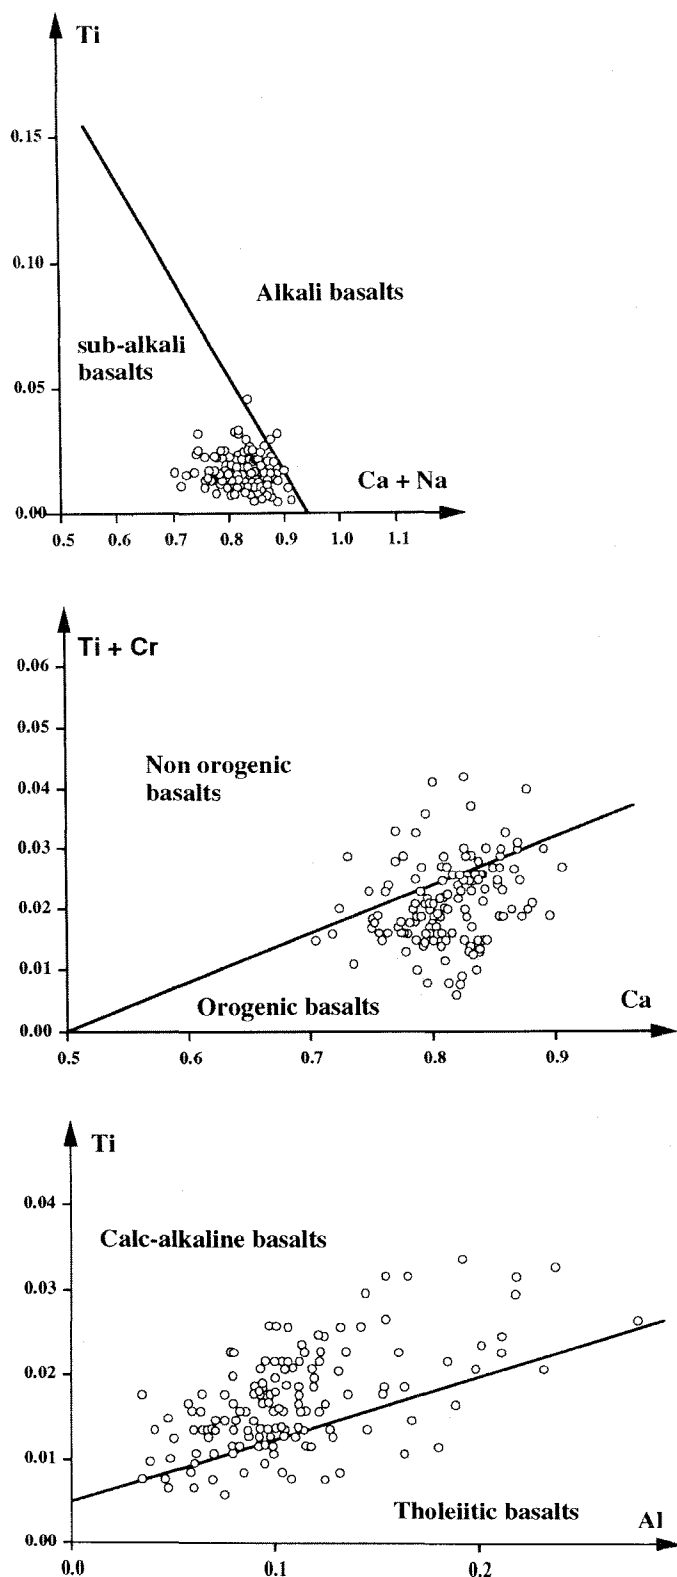 Ti
0.15
0.10
Alkali basalts
sub-alkali
basalts
0.05
Ca + Na
0.00
0.5 0.6 0.7 0.8 0.9 1.0 1.1
Ti + Cr
0.06
0.05
Non orogenic
basalts
0.04
0.03
0.02
0.01
Orogenic basalts
Ca
0.00
0.5 0.6 0.7 0.8 0.9
Ti
0.04
Calc-alkaline basalts
0.03
0.02
0.01
Tholeiitic basalts
Al
0.00
0.0 0.1 0.2